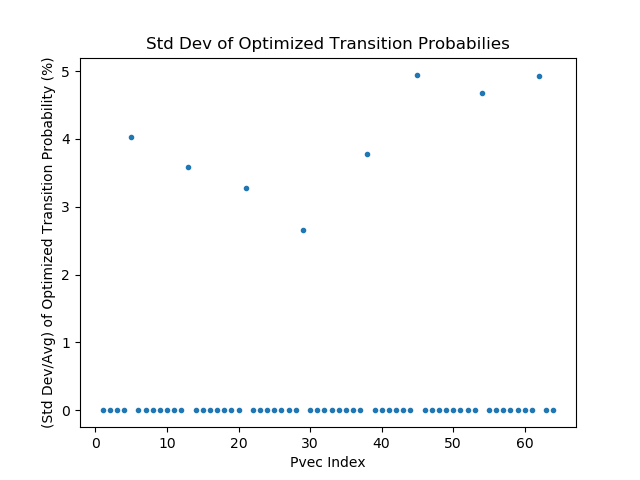 Std Dev of Optimized Transition Probabilies
(Std Dev/Avg) of Optimized Transition Probability (%)
5
4
3
2
1
0
0 10 20 30 40 50 60
Pvec Index